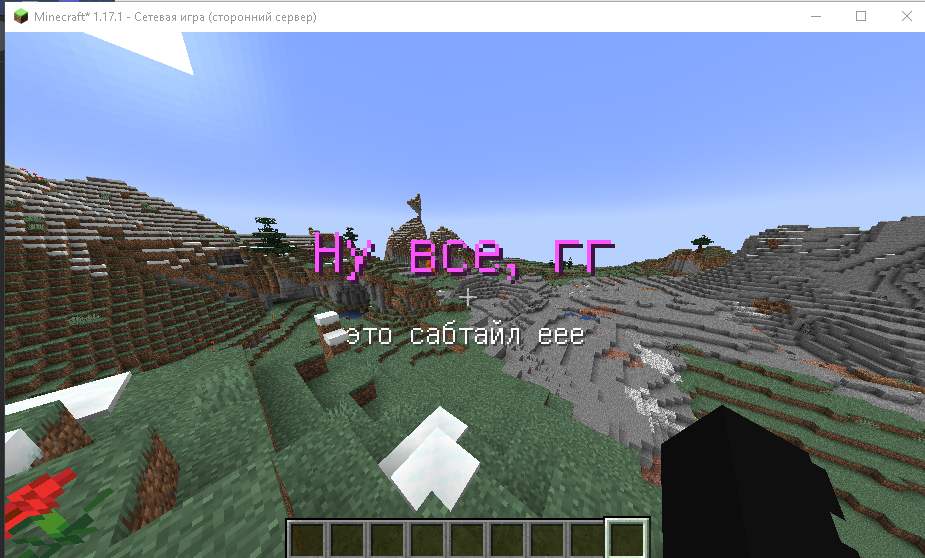 Minecraft* 1.17.1 - Сетевая игра (сторонний сервер)
Ну все, гг
это сабтайл еее